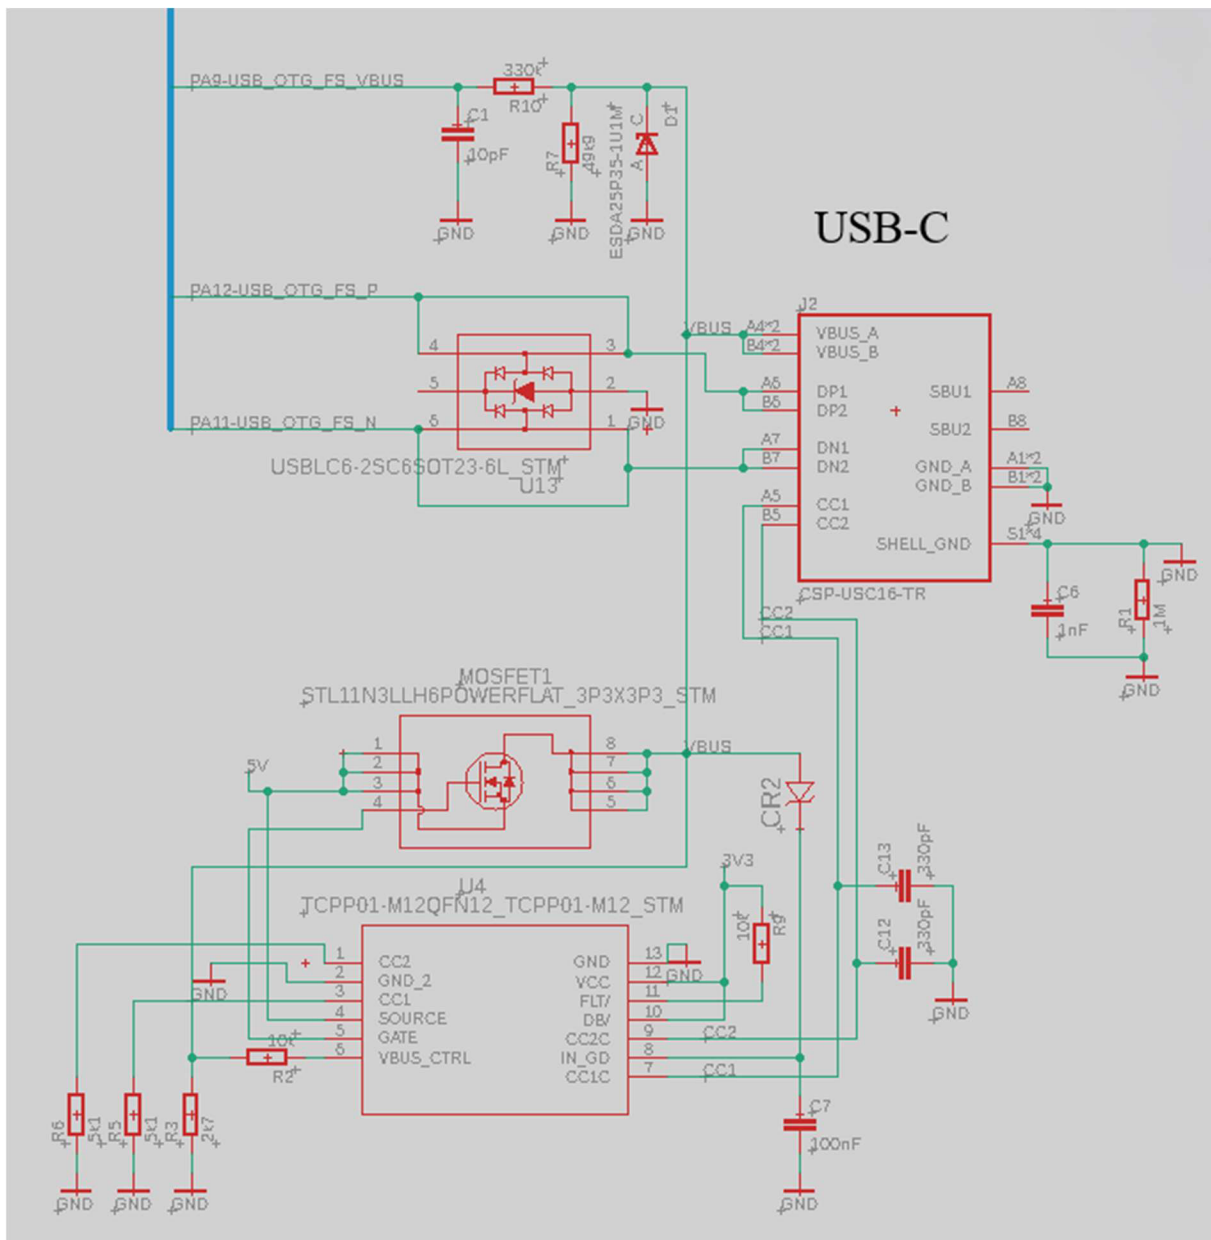 PA9-USB_OTG_FS_VBUS
330k
R10
C1
10pF
R7
49k9
ESDA25P35-1U1M
A C
D1
GND
GND
GND
USB-C
PA12-USB_OTG_FS_P
4
3
5
2
6
1
GND
PA11-USB_OTG_FS_N
USBLC6-2SC6SOT23-6L_STM
U13
J2
VBUS
A4*2
VBUS_A
B4*2
VBUS_B
A6
DP1
SBU1
A8
B6
DP2
SBU2
B8
A7
DN1
GND_A
A1*2
B7
DN2
GND_B
B1*2
GND
A5
CC1
B5
CC2
SHELL_GND
S1*4
GND
CSP-USC16-TR
C6
1nF
R1
1M
GND
CC2
CC1
MOSFET1
STL11N3LLH6POWERFLAT_3P3X3P3_STM
5V
1
2
3
4
8
7
6
5
VBUS
CR2
3V3
10k
R9
C13
330pF
C12
330pF
GND
U4
TCPP01-M12QFN12_TCPP01-M12_STM
GND
1
CC2
GND
13
GND
2
GND_2
VCC
12
3
CC1
FLT/
11
4
SOURCE
DB/
10
5
GATE
CC2C
9
CC2
6
VBUS_CTRL
IN_GD
8
CC1C
7
CC1
10k
R2
R6
5k1
R5
5k1
R3
2k7
C7
100nF
GND
GND
GND
GND